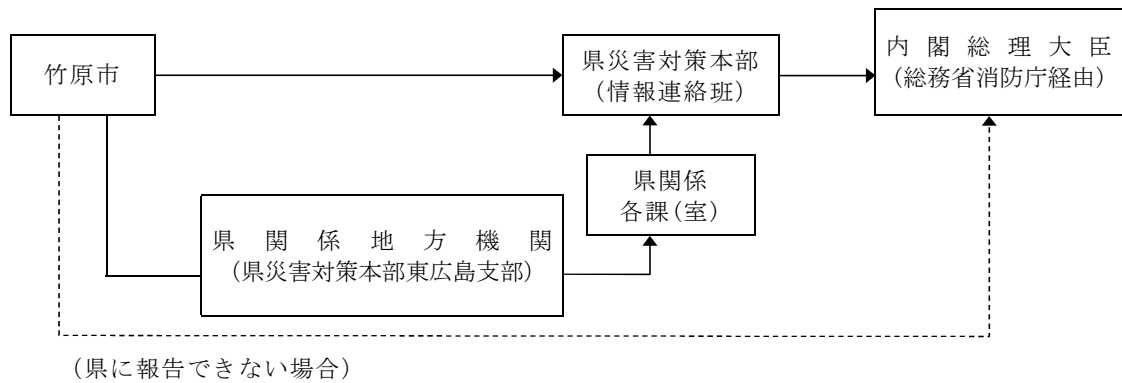 竹原市
県災害対策本部
（情報連絡班）
内閣総理大臣
（総務省消防庁経由）
県関係
各課（室）
県関係地方機関
（県災害対策本部東広島支部）
（県に報告できない場合）